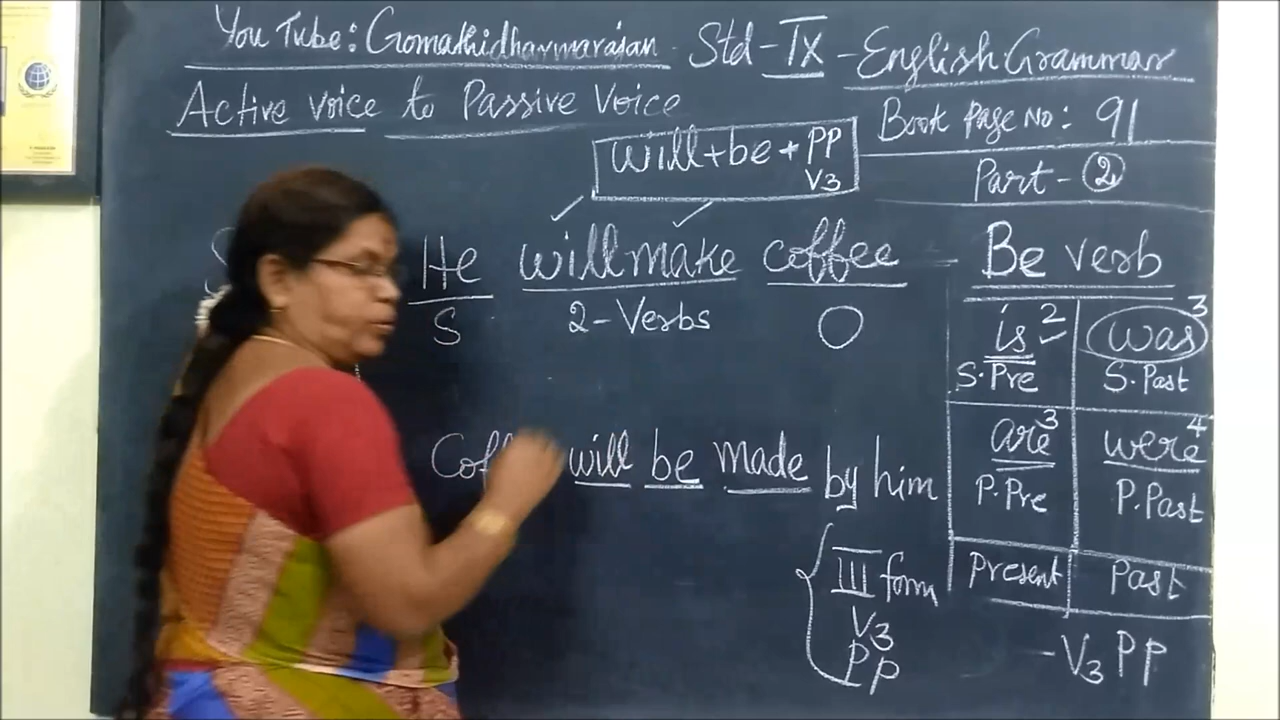 You Tube: Gomathidharmarajan Std - IX - English Grammar
Active voice to Passive Voice
Book Page No: 91
will + be + PP
V3
Part - 2
He will make coffee
S 2 - Verbs O
Be verb
is 2 was 3
S. Pre S. Past
are 3 were 4
P. Pre P. Past
Present Past
- V3 PP
will be made by him
III form
V3
PP